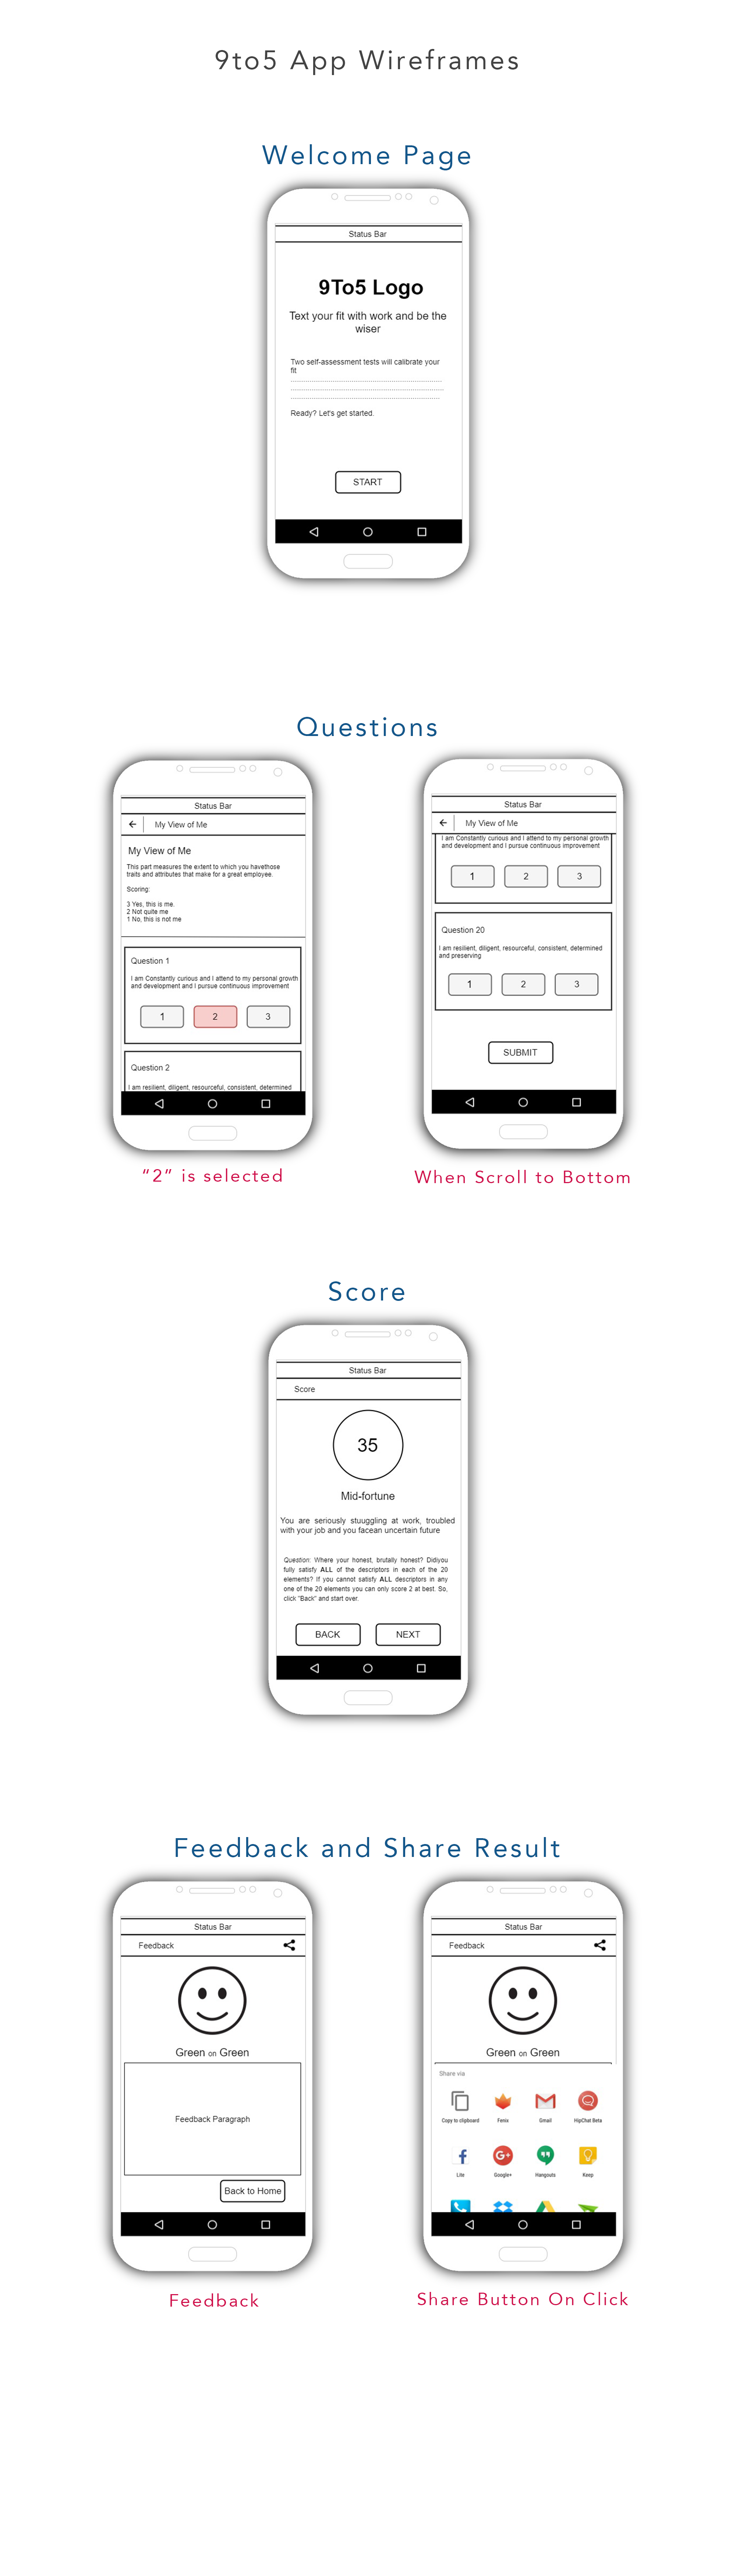 9to5 App Wireframes
Welcome Page
Status Bar
9To5 Logo
Text your fit with work and be the
wiser
Two self-assessment tests will calibrate your
fit
Ready? Let's get started.
START
Questions
Status Bar
My View of Me
My View of Me
This part measures the extent to which you havethose
traits and attributes that make for a great employee.
Scoring:
3 Yes, this is me.
2 Not quite me
1 No, this is not me
Question 1
I am Constantly curious and I attend to my personal growth
and development and I pursue continuous improvement
1 2 3
Question 2
I am resilient, diligent, resourceful, consistent, determined
"2" is selected
Status Bar
My View of Me
I am Constantly curious and I attend to my personal growth
and development and I pursue continuous improvement
1 2 3
Question 20
I am resilient, diligent, resourceful, consistent, determined
and preserving
1 2 3
SUBMIT
When Scroll to Bottom
Score
Status Bar
Score
35
Mid-fortune
You are seriously stuuggling at work, troubled
with your job and you facean uncertain future
Question: Where your honest, brutally honest? Didiyou
fully satisfy ALL of the descriptors in each of the 20
elements? If you cannot satisfy ALL descriptors in any
one of the 20 elements you can only score 2 at best. So,
click "Back" and start over.
BACK NEXT
Feedback and Share Result
Status Bar
Feedback
Green on Green
Feedback Paragraph
Back to Home
Feedback
Status Bar
Feedback
Green on Green
Share via
Copy to clipboard Fenix Gmail HipChat Beta
Lite Google+ Hangouts Keep
Share Button On Click